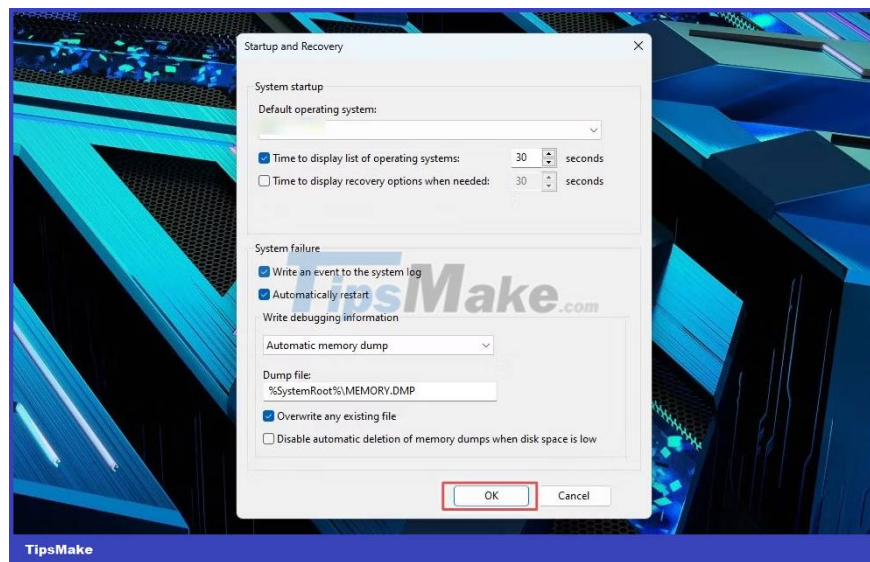 Startup and Recovery
System startup
Default operating system:
Time to display list of operating systems: 30 seconds
Time to display recovery options when needed: 30 seconds
System failure
Write an event to the system log
Automatically restart
TipsMake.com
Write debugging information
Automatic memory dump
Dump file:
%SystemRoot%\MEMORY.DMP
Overwrite any existing file
Disable automatic deletion of memory dumps when disk space is low
OK Cancel
TipsMake